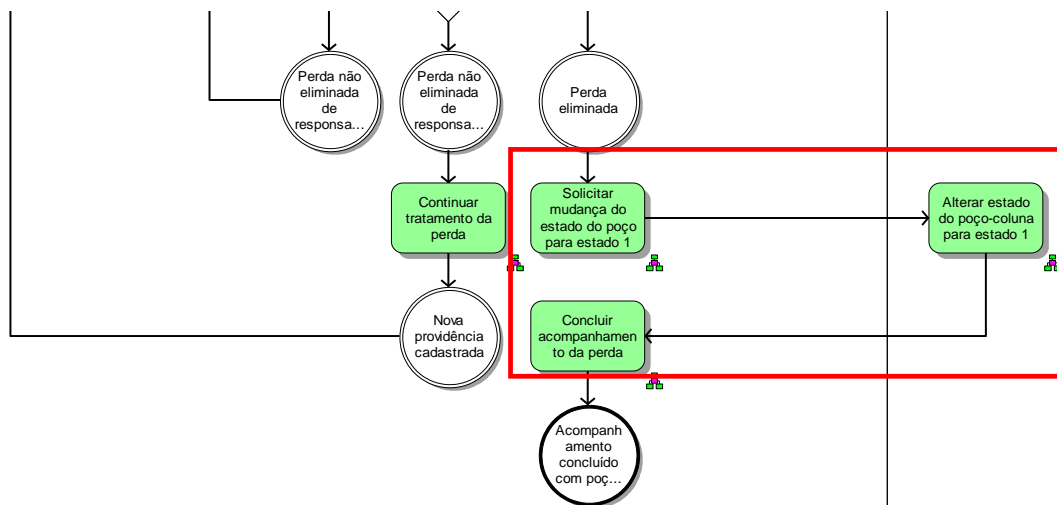 Perda não
eliminada
de
responsa...
Perda não
eliminada
de
responsa...
Perda
eliminada
Continuar
tratamento da
perda
Solicitar
mudança do
estado do poço
para estado 1
Alterar estado
do poço-coluna
para estado 1
Nova
providência
cadastrada
Concluir
acompanhamen
to da perda
Acompanh
amento
concluído
com poç...